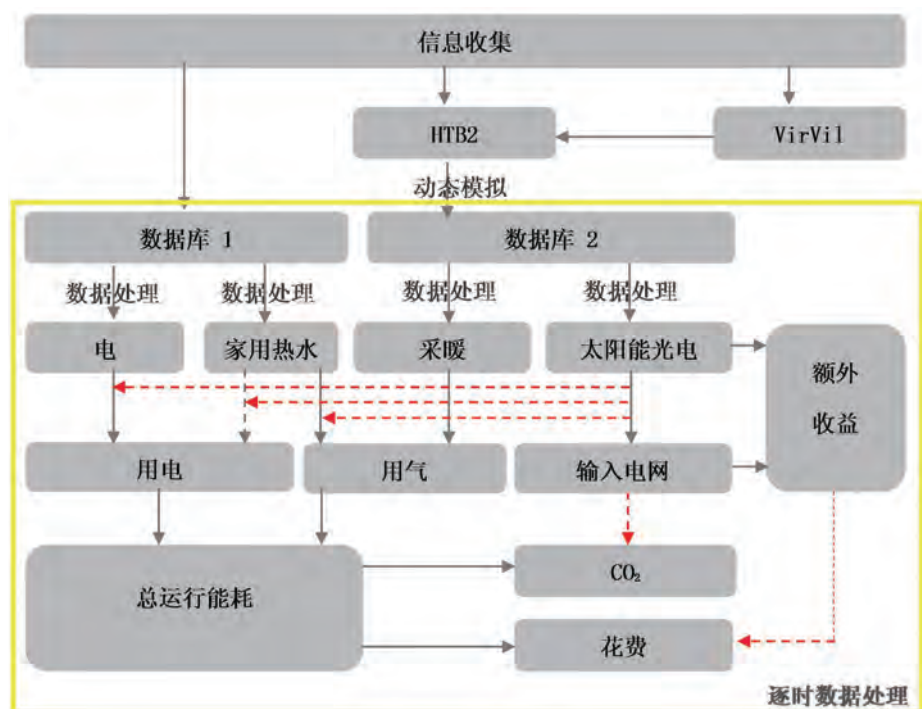 信息收集
HTB2
VirVil
动态模拟
数据库 1
数据库 2
数据处理
数据处理
数据处理
数据处理
电
家用热水
采暖
太阳能光电
额外
收益
用电
用气
输入电网
总运行能耗
CO₂
花费
逐时数据处理